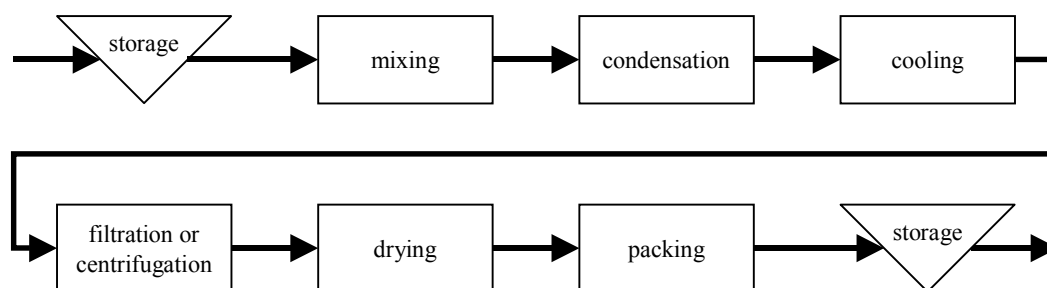 storage
mixing
condensation
cooling
filtration or
centrifugation
drying
packing
storage